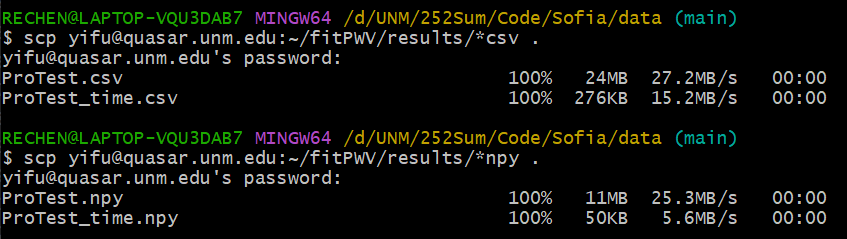 RECHEN@LAPTOP-VQU3DAB7 MINGW64 /d/UNM/252Sum/Code/Sofia/data (main)
$ scp yifu@quasar.unm.edu:~/fitPWV/results/*csv .
yifu@quasar.unm.edu's password:
ProTest.csv 100% 24MB 27.2MB/s 00:00
ProTest_time.csv 100% 276KB 15.2MB/s 00:00
RECHEN@LAPTOP-VQU3DAB7 MINGW64 /d/UNM/252Sum/Code/Sofia/data (main)
$ scp yifu@quasar.unm.edu:~/fitPWV/results/*npy .
yifu@quasar.unm.edu's password:
ProTest.npy 100% 11MB 25.3MB/s 00:00
ProTest_time.npy 100% 50KB 5.6MB/s 00:00